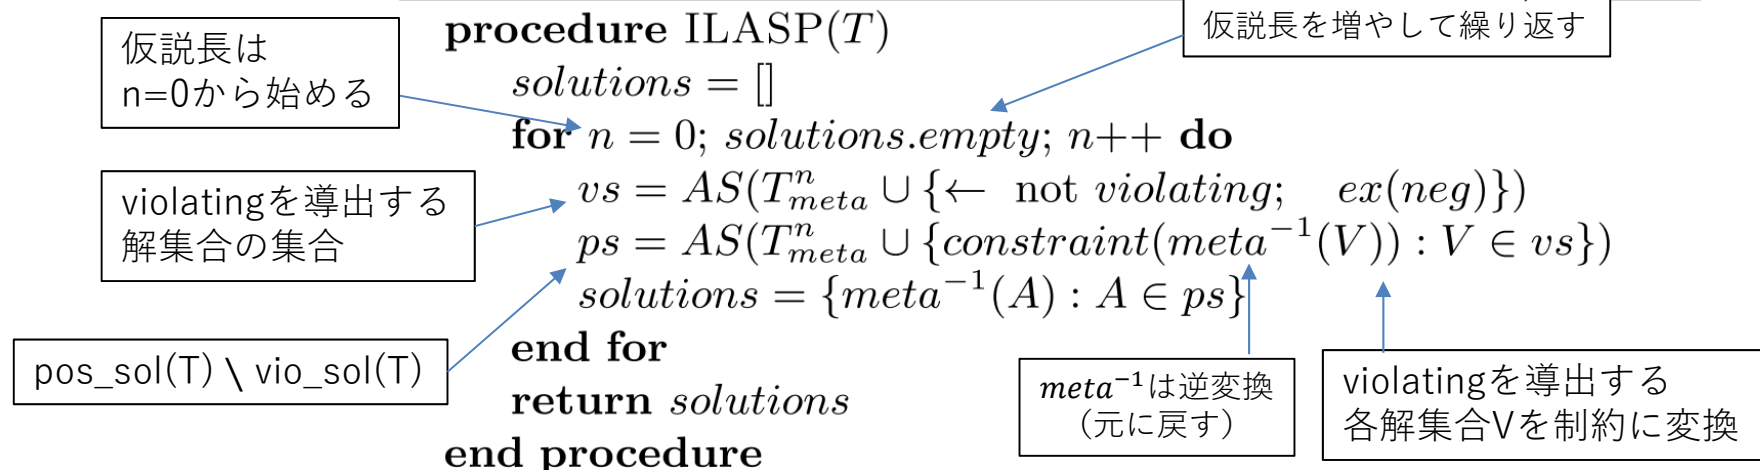 仮説長を増やして繰り返す
procedure ILASP(T)
仮説長は
n=0から始める
solutions = []
for n = 0; solutions.empty; n++ do
violatingを導出する
解集合の集合
vs = AS(T^n_meta ∪ {← not violating; ex(neg)})
ps = AS(T^n_meta ∪ {constraint(meta⁻¹(V)) : V ∈ vs})
solutions = {meta⁻¹(A) : A ∈ ps}
end for
pos_sol(T) \ vio_sol(T)
return solutions
end procedure
meta⁻¹は逆変換
(元に戻す)
violatingを導出する
各解集合Vを制約に変換